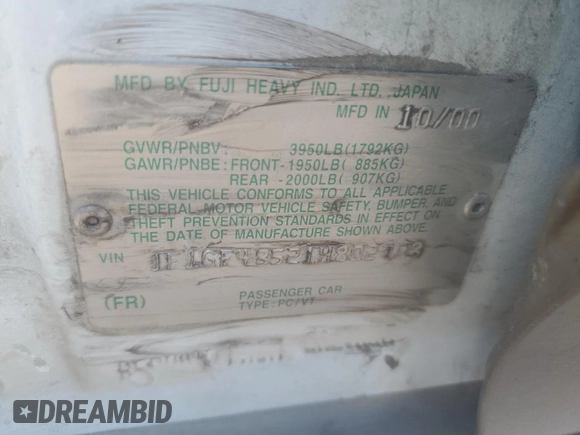 MFD BY FUJI HEAVY IND. LTD. JAPAN
MFD IN 10/00
GVWR/PNBV: 3950LB(1792KG)
GAWR/PNBE: FRONT-1950LB( 885KG)
REAR -2000LB( 907KG)
THIS VEHICLE CONFORMS TO ALL APPLICABLE
FEDERAL MOTOR VEHICLE SAFETY, BUMPER, AND
THEFT PREVENTION STANDARDS IN EFFECT ON
THE DATE OF MANUFACTURE SHOWN ABOVE.
VIN
(FR)
PASSENGER CAR
TYPE: PC/VT
DREAMBID